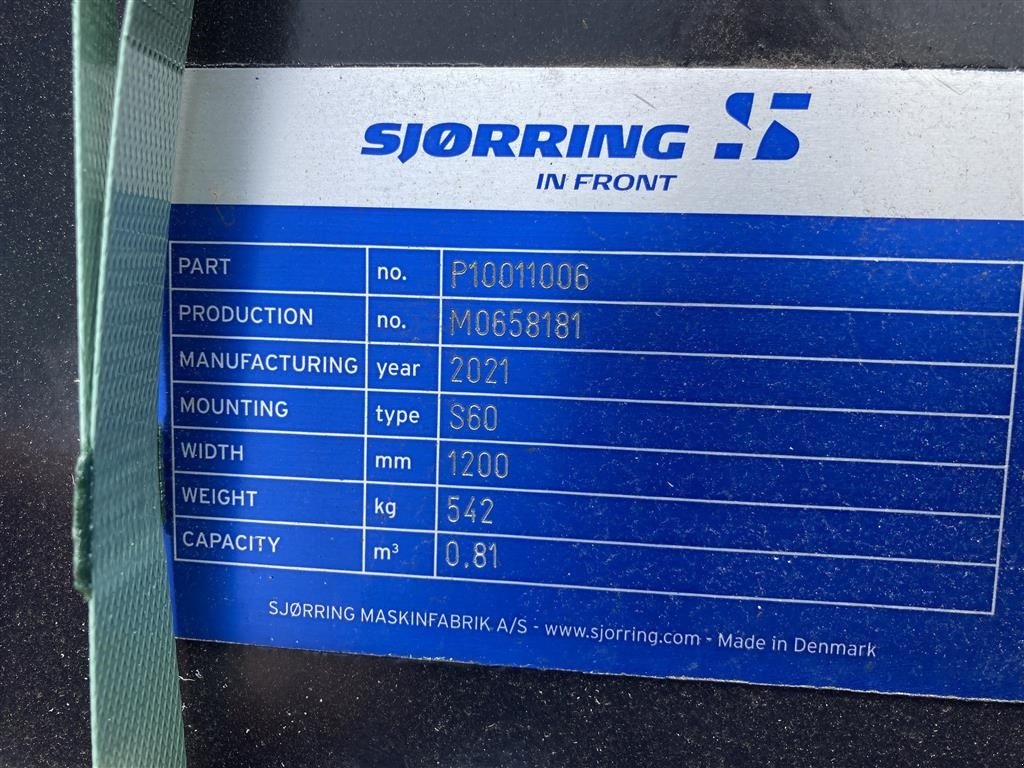 SJØRRING
IN FRONT
PART no. P10011006
PRODUCTION no. M0658181
MANUFACTURING year 2021
MOUNTING type S60
WIDTH mm 1200
WEIGHT kg 542
CAPACITY m³ 0.81
SJØRRING MASKINFABRIK A/S - www.sjorring.com - Made in Denmark